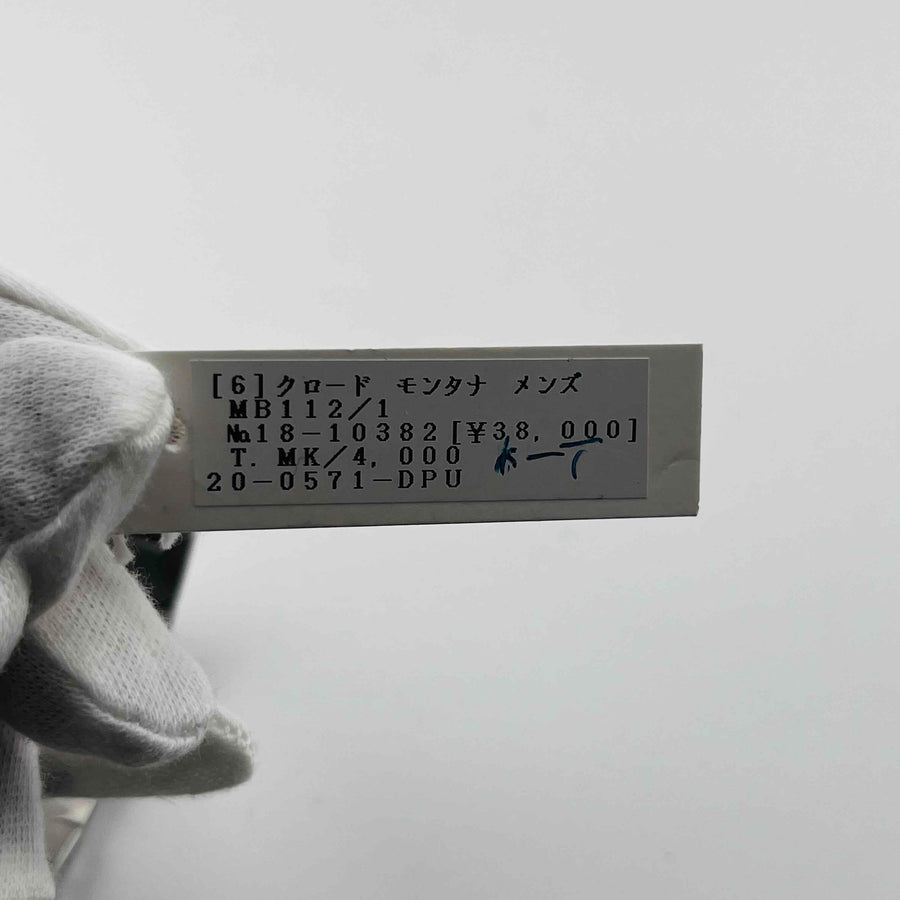 [6]クロード モンタナ メンズ
MB112/1
№18-10382[¥38,000]
T. MK/4,000
20-0571-DPU